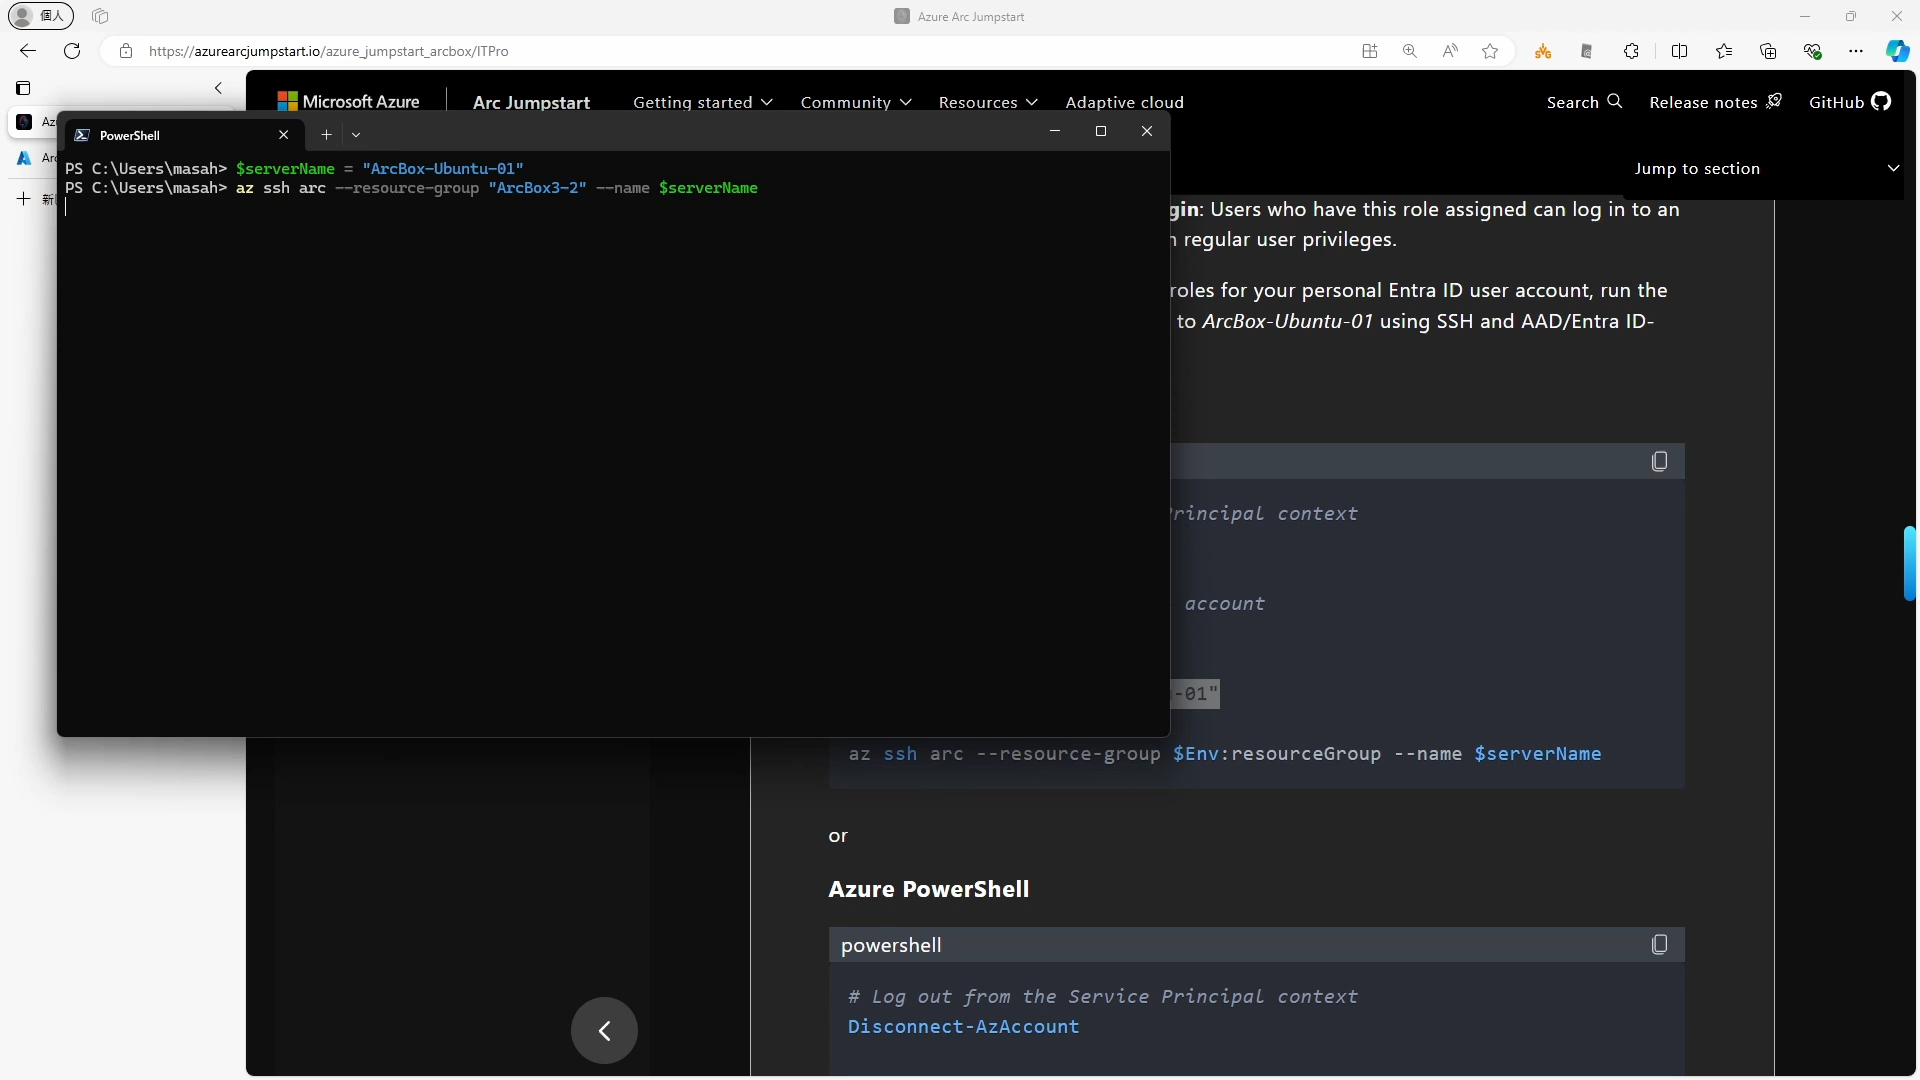 個人
Azure Arc Jumpstart
https://azurearcjumpstart.io/azure_jumpstart_arcbox/ITPro
Microsoft Azure
Arc Jumpstart
Getting started
Community
Resources
Adaptive cloud
Search
Release notes
GitHub
Jump to section
PowerShell
PS C:\Users\masah> $serverName = "ArcBox-Ubuntu-01"
PS C:\Users\masah> az ssh arc --resource-group "ArcBox3-2" --name $serverName
gin: Users who have this role assigned can log in to an
regular user privileges.
roles for your personal Entra ID user account, run the
to ArcBox-Ubuntu-01 using SSH and AAD/Entra ID-
rincipal context
account
-01"
az ssh arc --resource-group $Env:resourceGroup --name $serverName
or
Azure PowerShell
powershell
# Log out from the Service Principal context
Disconnect-AzAccount